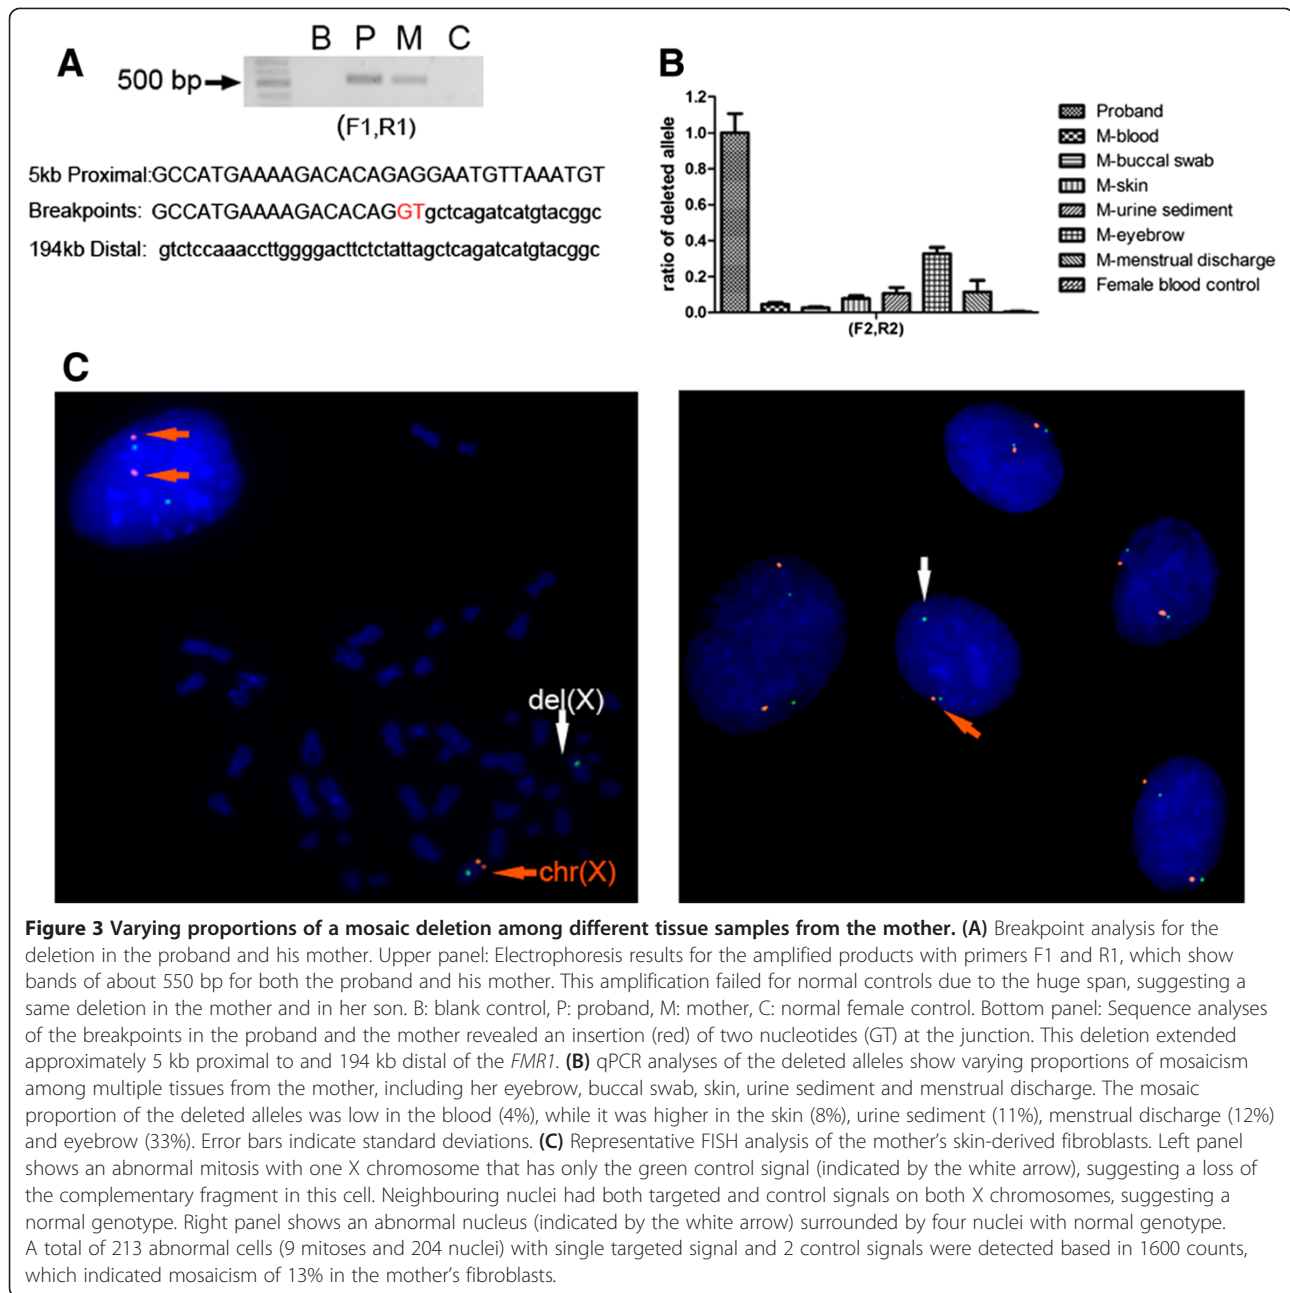 A
B P M C
500 bp
(F1,R1)
5kb Proximal:GCCATGAAAAGACACAGAGGAATGTTAAATGT
Breakpoints: GCCATGAAAAGACACAGGTgctcagatcatgtacggc
194kb Distal: gtctccaaaccttggggacttctctattagctcagatcatgtacggc
B
ratio of deleted allele
1.2
1.0
0.8
0.6
0.4
0.2
0.0
(F2,R2)
Proband
M-blood
M-buccal swab
M-skin
M-urine sediment
M-eyebrow
M-menstrual discharge
Female blood control
C
del(X)
chr(X)
Figure 3 Varying proportions of a mosaic deletion among different tissue samples from the mother. (A) Breakpoint analysis for the
deletion in the proband and his mother. Upper panel: Electrophoresis results for the amplified products with primers F1 and R1, which show
bands of about 550 bp for both the proband and his mother. This amplification failed for normal controls due to the huge span, suggesting a
same deletion in the mother and in her son. B: blank control, P: proband, M: mother, C: normal female control. Bottom panel: Sequence analyses
of the breakpoints in the proband and the mother revealed an insertion (red) of two nucleotides (GT) at the junction. This deletion extended
approximately 5 kb proximal to and 194 kb distal of the FMR1. (B) qPCR analyses of the deleted alleles show varying proportions of mosaicism
among multiple tissues from the mother, including her eyebrow, buccal swab, skin, urine sediment and menstrual discharge. The mosaic
proportion of the deleted alleles was low in the blood (4%), while it was higher in the skin (8%), urine sediment (11%), menstrual discharge (12%)
and eyebrow (33%). Error bars indicate standard deviations. (C) Representative FISH analysis of the mother's skin-derived fibroblasts. Left panel
shows an abnormal mitosis with one X chromosome that has only the green control signal (indicated by the white arrow), suggesting a loss of
the complementary fragment in this cell. Neighbouring nuclei had both targeted and control signals on both X chromosomes, suggesting a
normal genotype. Right panel shows an abnormal nucleus (indicated by the white arrow) surrounded by four nuclei with normal genotype.
A total of 213 abnormal cells (9 mitoses and 204 nuclei) with single targeted signal and 2 control signals were detected based in 1600 counts,
which indicated mosaicism of 13% in the mother's fibroblasts.